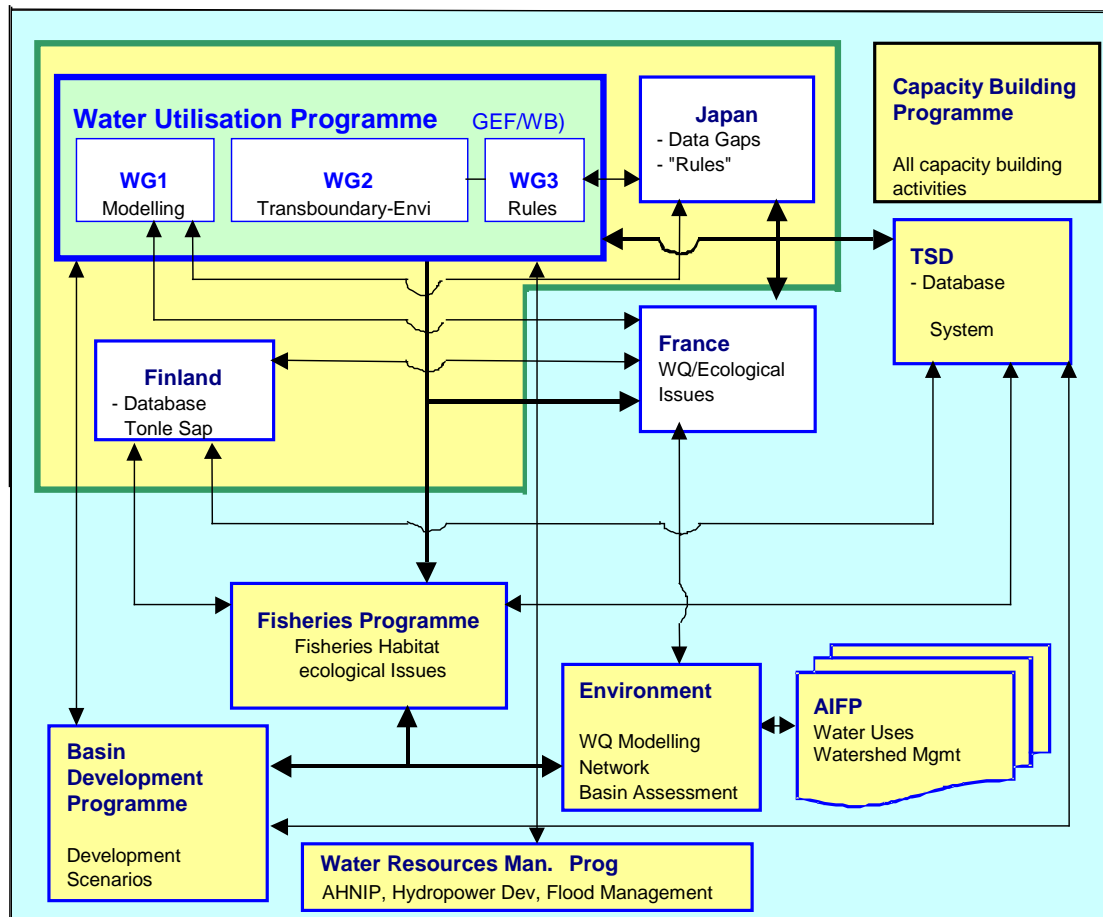 Water Utilisation Programme GEF/WB)
WG1
Modelling
WG2
Transboundary-Envi
WG3
Rules
Japan
- Data Gaps
- "Rules"
Capacity Building
Programme
All capacity building
activities
TSD
- Database
System
France
WQ/Ecological
Issues
Finland
- Database
Tonle Sap
Fisheries Programme
Fisheries Habitat
ecological Issues
Environment
WQ Modelling
Network
Basin Assessment
AIFP
Water Uses
Watershed Mgmt
Basin
Development
Programme
Development
Scenarios
Water Resources Man. Prog
AHNIP, Hydropower Dev, Flood Management